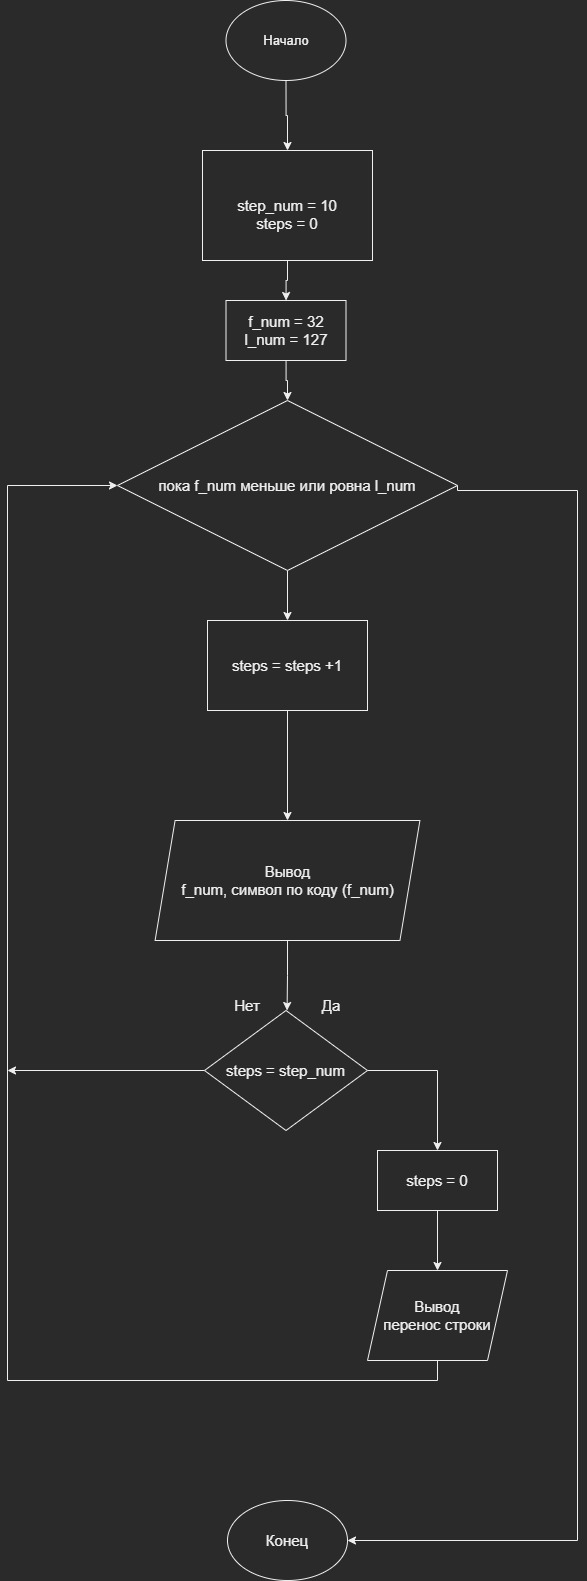 Начало
step_num = 10
steps = 0
f_num = 32
l_num = 127
пока f_num меньше или ровна l_num
steps = steps +1
Вывод
f_num, символ по коду (f_num)
Нет
Да
steps = step_num
steps = 0
Вывод
перенос строки
Конец